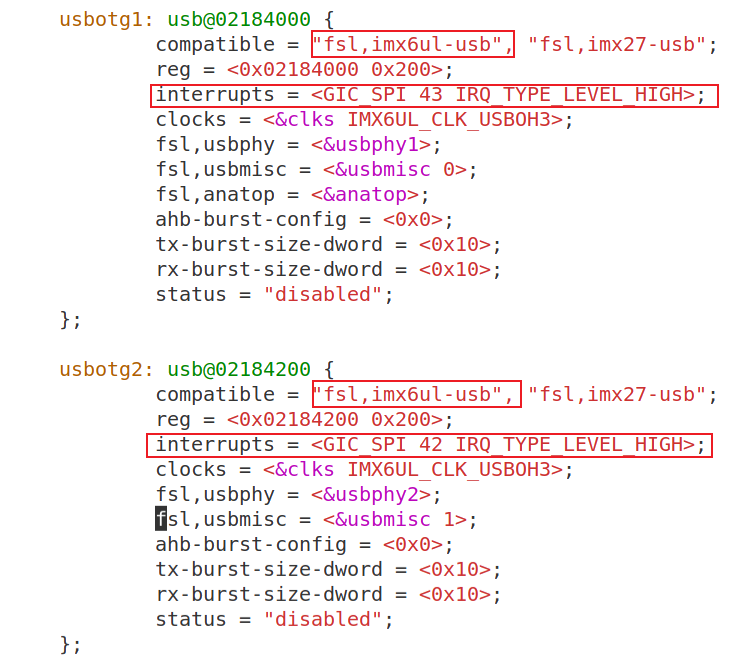 usbotg1: usb@02184000 {
        compatible = "fsl,imx6ul-usb", "fsl,imx27-usb";
        reg = <0x02184000 0x200>;
        interrupts = <GIC_SPI 43 IRQ_TYPE_LEVEL_HIGH>;
        clocks = <&clks IMX6UL_CLK_USBOH3>;
        fsl,usbphy = <&usbphy1>;
        fsl,usbmisc = <&usbmisc 0>;
        fsl,anatop = <&anatop>;
        ahb-burst-config = <0x0>;
        tx-burst-size-dword = <0x10>;
        rx-burst-size-dword = <0x10>;
        status = "disabled";
};

usbotg2: usb@02184200 {
        compatible = "fsl,imx6ul-usb", "fsl,imx27-usb";
        reg = <0x02184200 0x200>;
        interrupts = <GIC_SPI 42 IRQ_TYPE_LEVEL_HIGH>;
        clocks = <&clks IMX6UL_CLK_USBOH3>;
        fsl,usbphy = <&usbphy2>;
        fsl,usbmisc = <&usbmisc 1>;
        ahb-burst-config = <0x0>;
        tx-burst-size-dword = <0x10>;
        rx-burst-size-dword = <0x10>;
        status = "disabled";
};